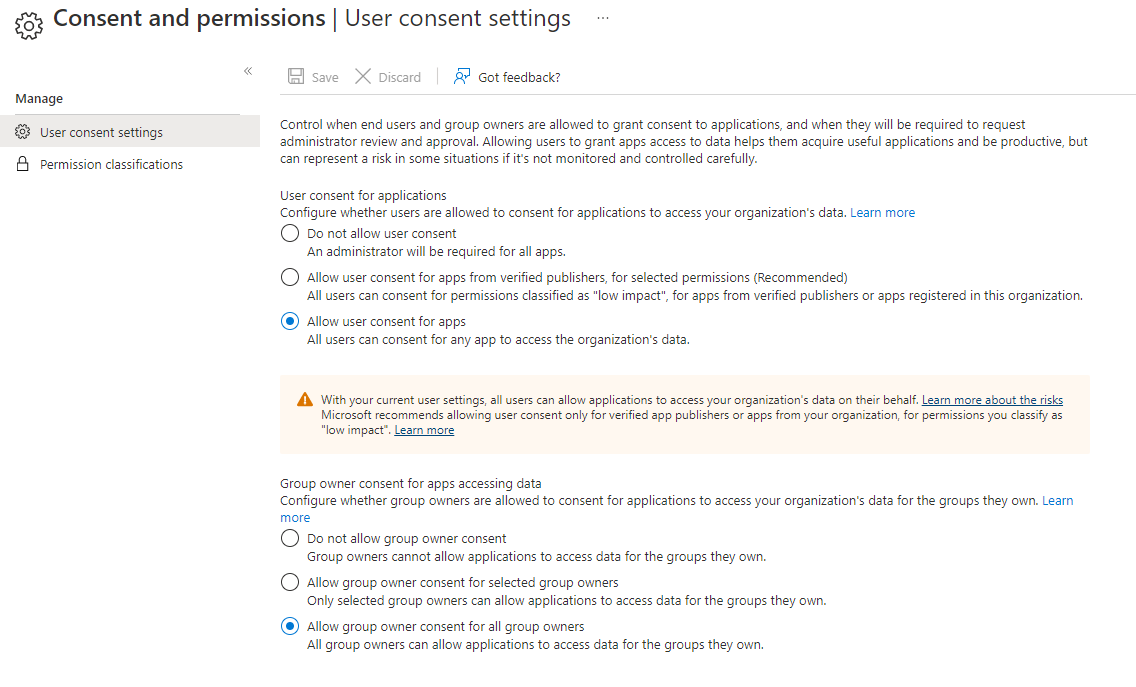 Consent and permissions | User consent settings ...
«
Save Discard | Got feedback?
Manage
User consent settings
Permission classifications
Control when end users and group owners are allowed to grant consent to applications, and when they will be required to request
administrator review and approval. Allowing users to grant apps access to data helps them acquire useful applications and be productive, but
can represent a risk in some situations if it's not monitored and controlled carefully.
User consent for applications
Configure whether users are allowed to consent for applications to access your organization's data. Learn more
Do not allow user consent
An administrator will be required for all apps.
Allow user consent for apps from verified publishers, for selected permissions (Recommended)
All users can consent for permissions classified as "low impact", for apps from verified publishers or apps registered in this organization.
Allow user consent for apps
All users can consent for any app to access the organization's data.
With your current user settings, all users can allow applications to access your organization's data on their behalf. Learn more about the risks
Microsoft recommends allowing user consent only for verified app publishers or apps from your organization, for permissions you classify as
"low impact". Learn more
Group owner consent for apps accessing data
Configure whether group owners are allowed to consent for applications to access your organization's data for the groups they own. Learn
more
Do not allow group owner consent
Group owners cannot allow applications to access data for the groups they own.
Allow group owner consent for selected group owners
Only selected group owners can allow applications to access data for the groups they own.
Allow group owner consent for all group owners
All group owners can allow applications to access data for the groups they own.